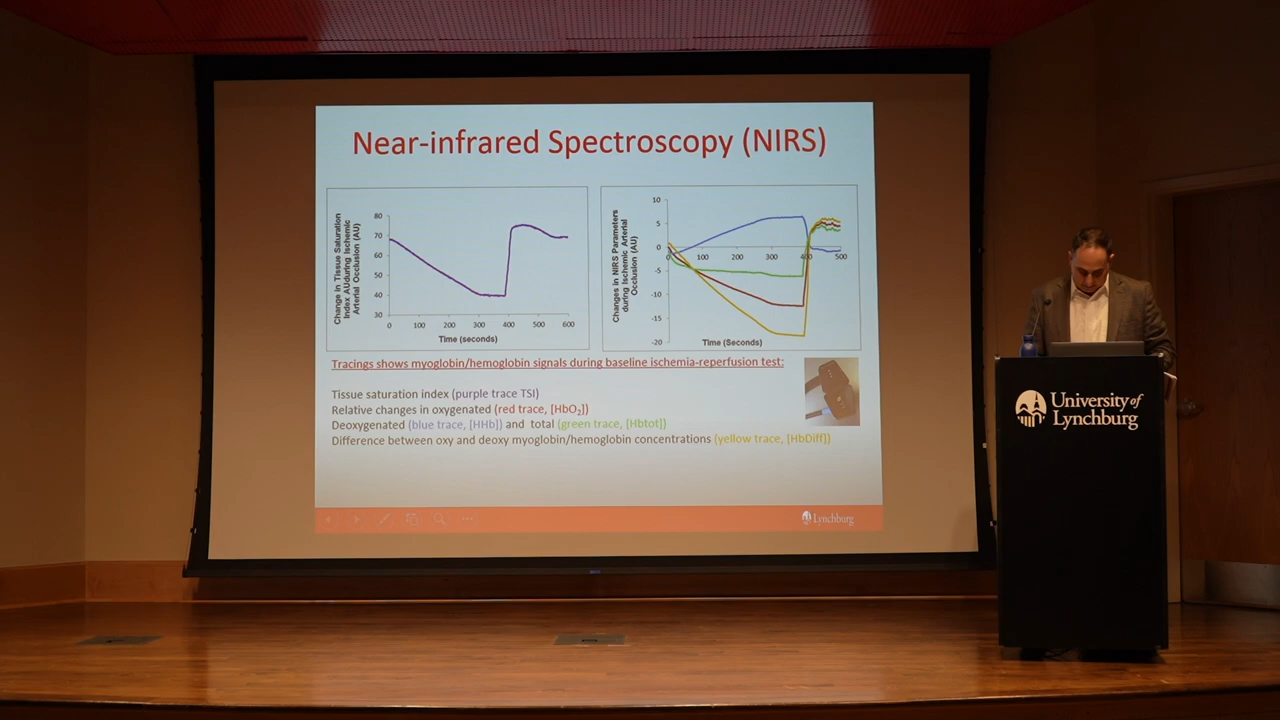 Near-infrared Spectroscopy (NIRS)
Change in Tissue Saturation
Index AUduring Ischemic
Arterial Occlusion (AU)
80
70
60
50
40
30
0 100 200 300 400 500 600
Time (seconds)
Changes in NIRS Parameters
during Ischemic Arterial
Occlusion (AU)
10
5
0
-5
-10
-15
-20
0 100 200 300 400 500
Time (Seconds)
Tracings shows myoglobin/hemoglobin signals during baseline ischemia-reperfusion test:
Tissue saturation index (purple trace TSI)
Relative changes in oxygenated (red trace, [HbO₂])
Deoxygenated (blue trace, [HHb]) and total (green trace, [Hbtot])
Difference between oxy and deoxy myoglobin/hemoglobin concentrations (yellow trace, [HbDiff])
Lynchburg
University of
Lynchburg